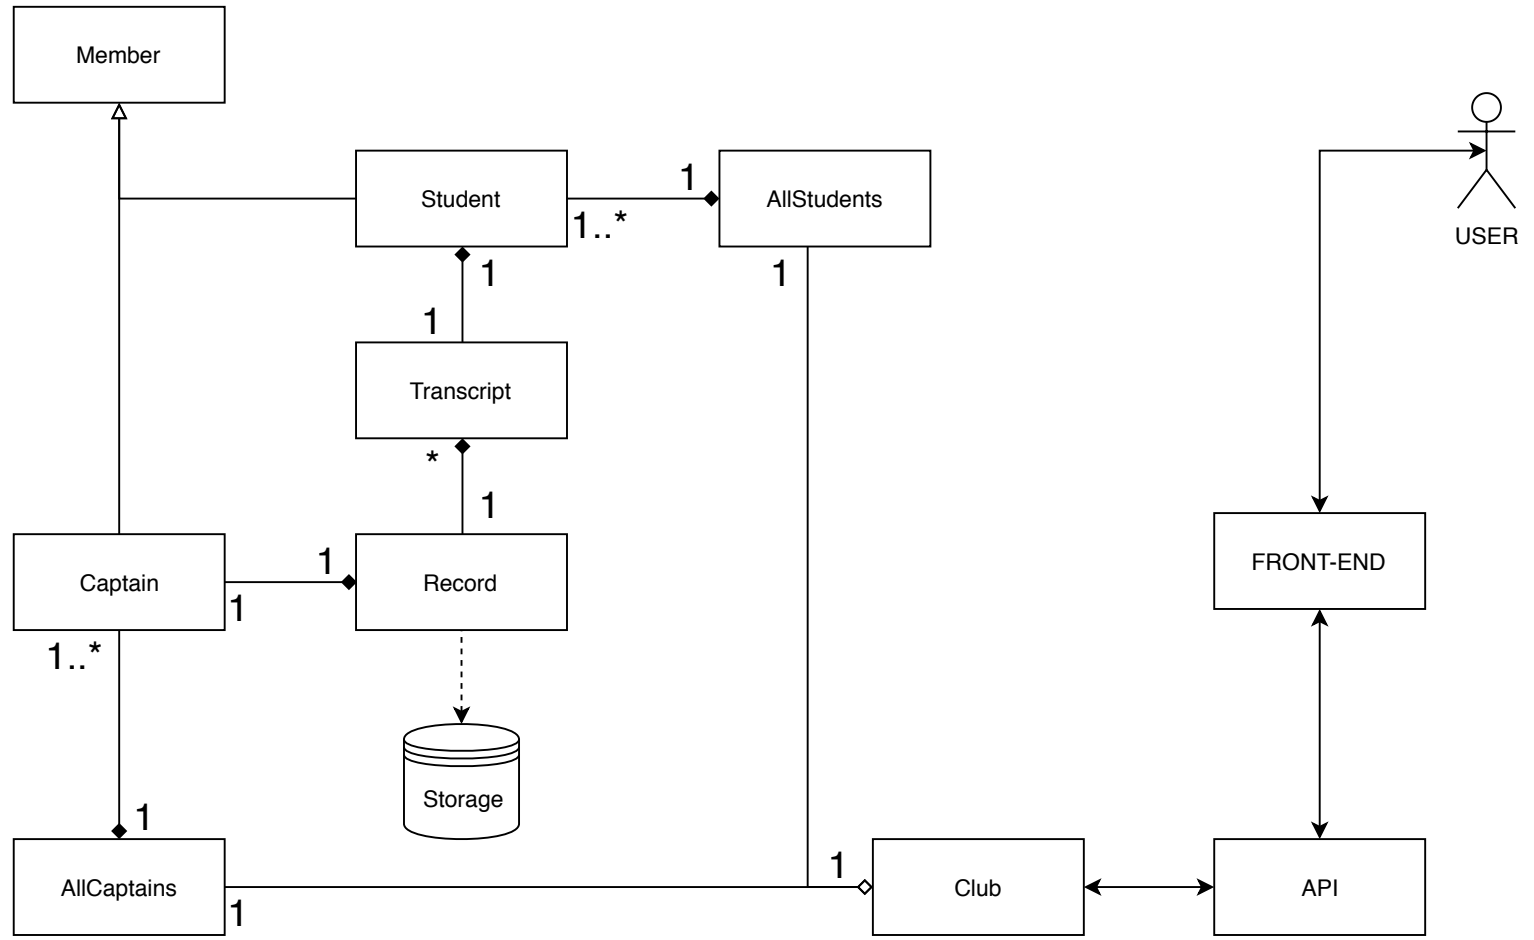 Member
Student
1
1..*
AllStudents
USER
1
1
1
Transcript
*
1
Captain
1
1
Record
FRONT-END
1..*
Storage
1
AllCaptains
1
1
Club
API